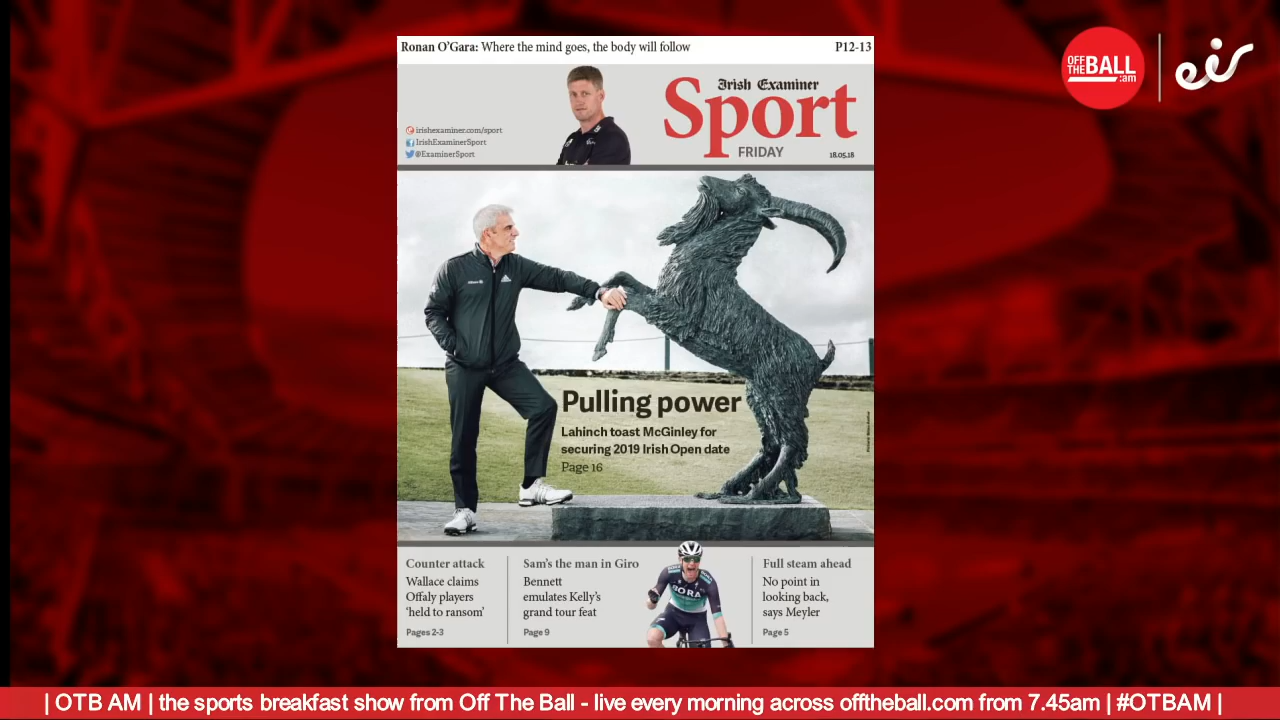 Ronan O'Gara: Where the mind goes, the body will follow P12-13
Irish Examiner
Sport
FRIDAY 18.05.18
irishexaminer.com/sport
IrishExaminerSport
@ExaminerSport
OFF THE BALL :am
eir
Pulling power
Lahinch toast McGinley for
securing 2019 Irish Open date
Page 16
Counter attack
Wallace claims
Offaly players
'held to ransom'
Pages 2-3
Sam's the man in Giro
Bennett
emulates Kelly's
grand tour feat
Page 9
BORA
Full steam ahead
No point in
looking back,
says Meyler
Page 5
| OTB AM | the sports breakfast show from Off The Ball - live every morning across offtheball.com from 7.45am | #OTBAM |